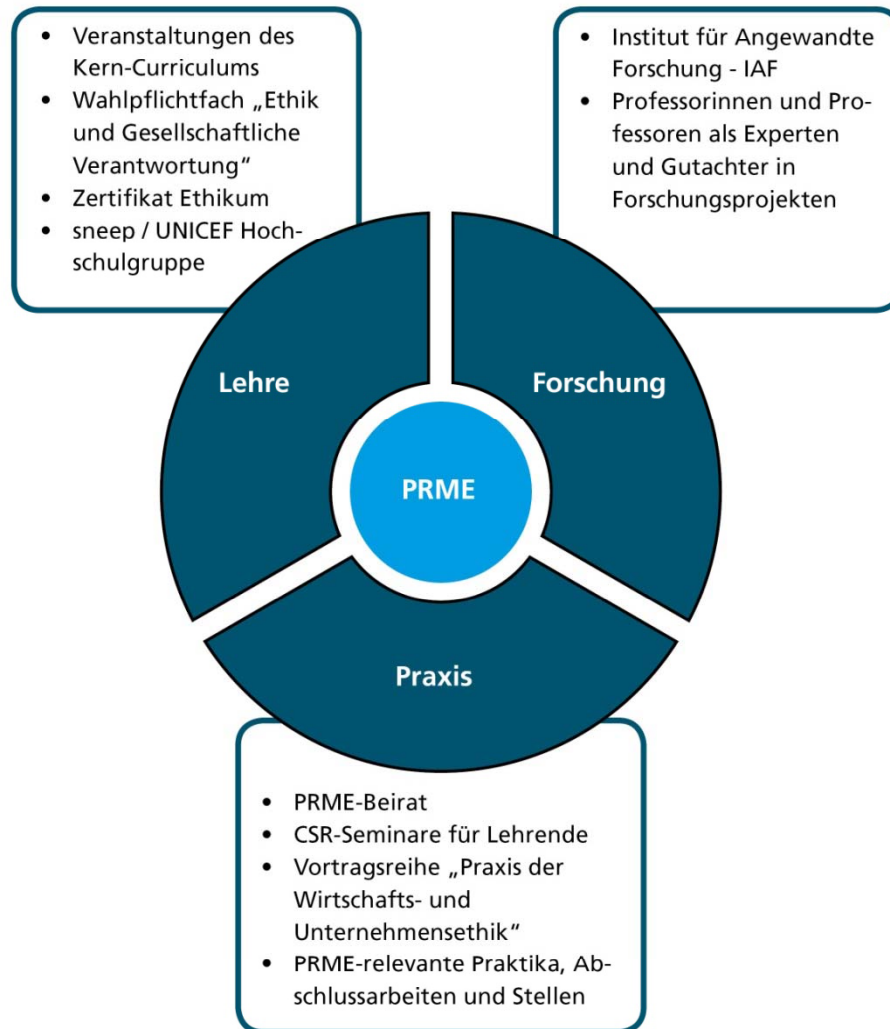 • Veranstaltungen des
Kern-Curriculums
• Wahlpflichtfach „Ethik
und Gesellschaftliche
Verantwortung“
• Zertifikat Ethikum
• sneep / UNICEF Hoch-
schulgruppe
• Institut für Angewandte
Forschung - IAF
• Professorinnen und Pro-
fessoren als Experten
und Gutachter in
Forschungsprojekten
Lehre
Forschung
PRME
Praxis
• PRME-Beirat
• CSR-Seminare für Lehrende
• Vortragsreihe „Praxis der
Wirtschafts- und
Unternehmensethik“
• PRME-relevante Praktika, Ab-
schlussarbeiten und Stellen